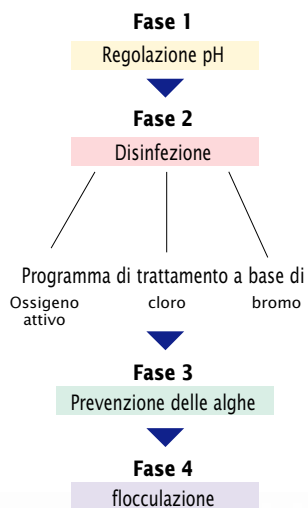 Fase 1
Regolazione pH
Fase 2
Disinfezione
Programma di trattamento a base di
Ossigeno attivo
cloro
bromo
Fase 3
Prevenzione delle alghe
Fase 4
flocculazione